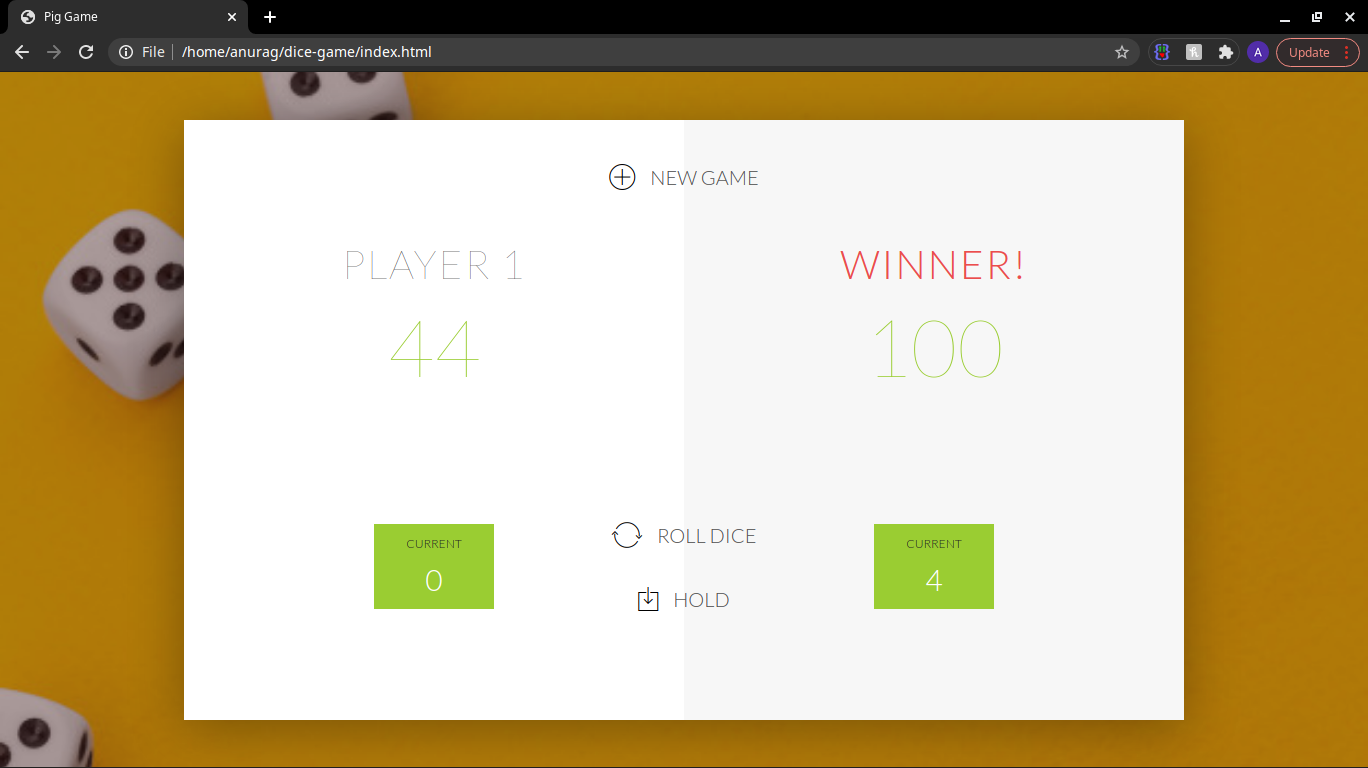 Pig Game
File /home/anurag/dice-game/index.html
A
Update
NEW GAME
PLAYER 1
44
WINNER!
100
CURRENT
0
ROLL DICE
HOLD
CURRENT
4